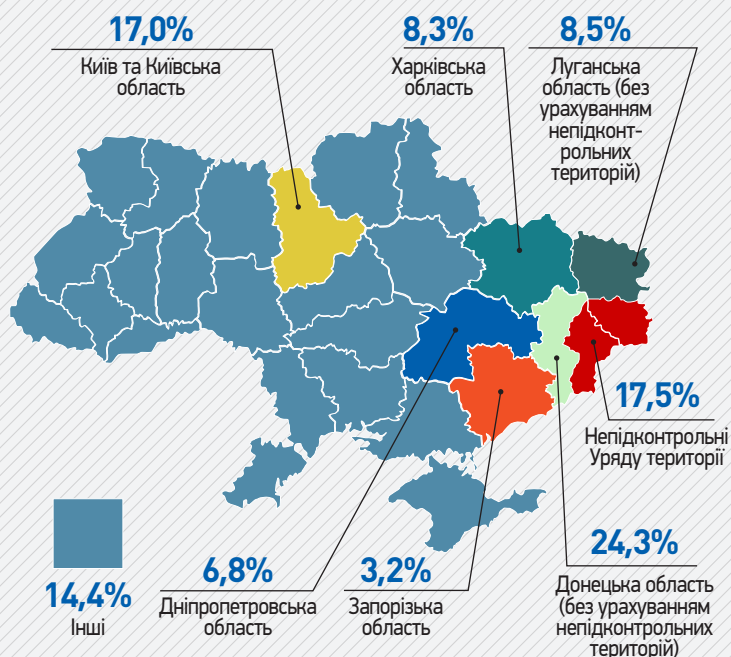 17,0%
Київ та Київська
область
8,3%
Харківська
область
8,5%
Луганська
область (без
урахуванням
непідконт-
рольних
територій)
17,5%
Непідконтрольні
Уряду території
24,3%
Донецька область
(без урахуванням
непідконтрольних
територій)
3,2%
Запорізька
область
6,8%
Дніпропетровська
область
14,4%
Інші